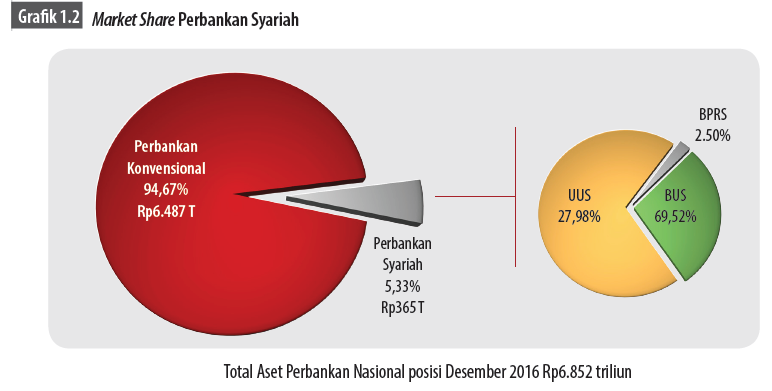 Grafik 1.2 Market Share Perbankan Syariah
Perbankan
Konvensional
94,67%
Rp6.487 T
Perbankan
Syariah
5,33%
Rp365 T
UUS
27,98%
BPRS
2.50%
BUS
69,52%
Total Aset Perbankan Nasional posisi Desember 2016 Rp6.852 triliun